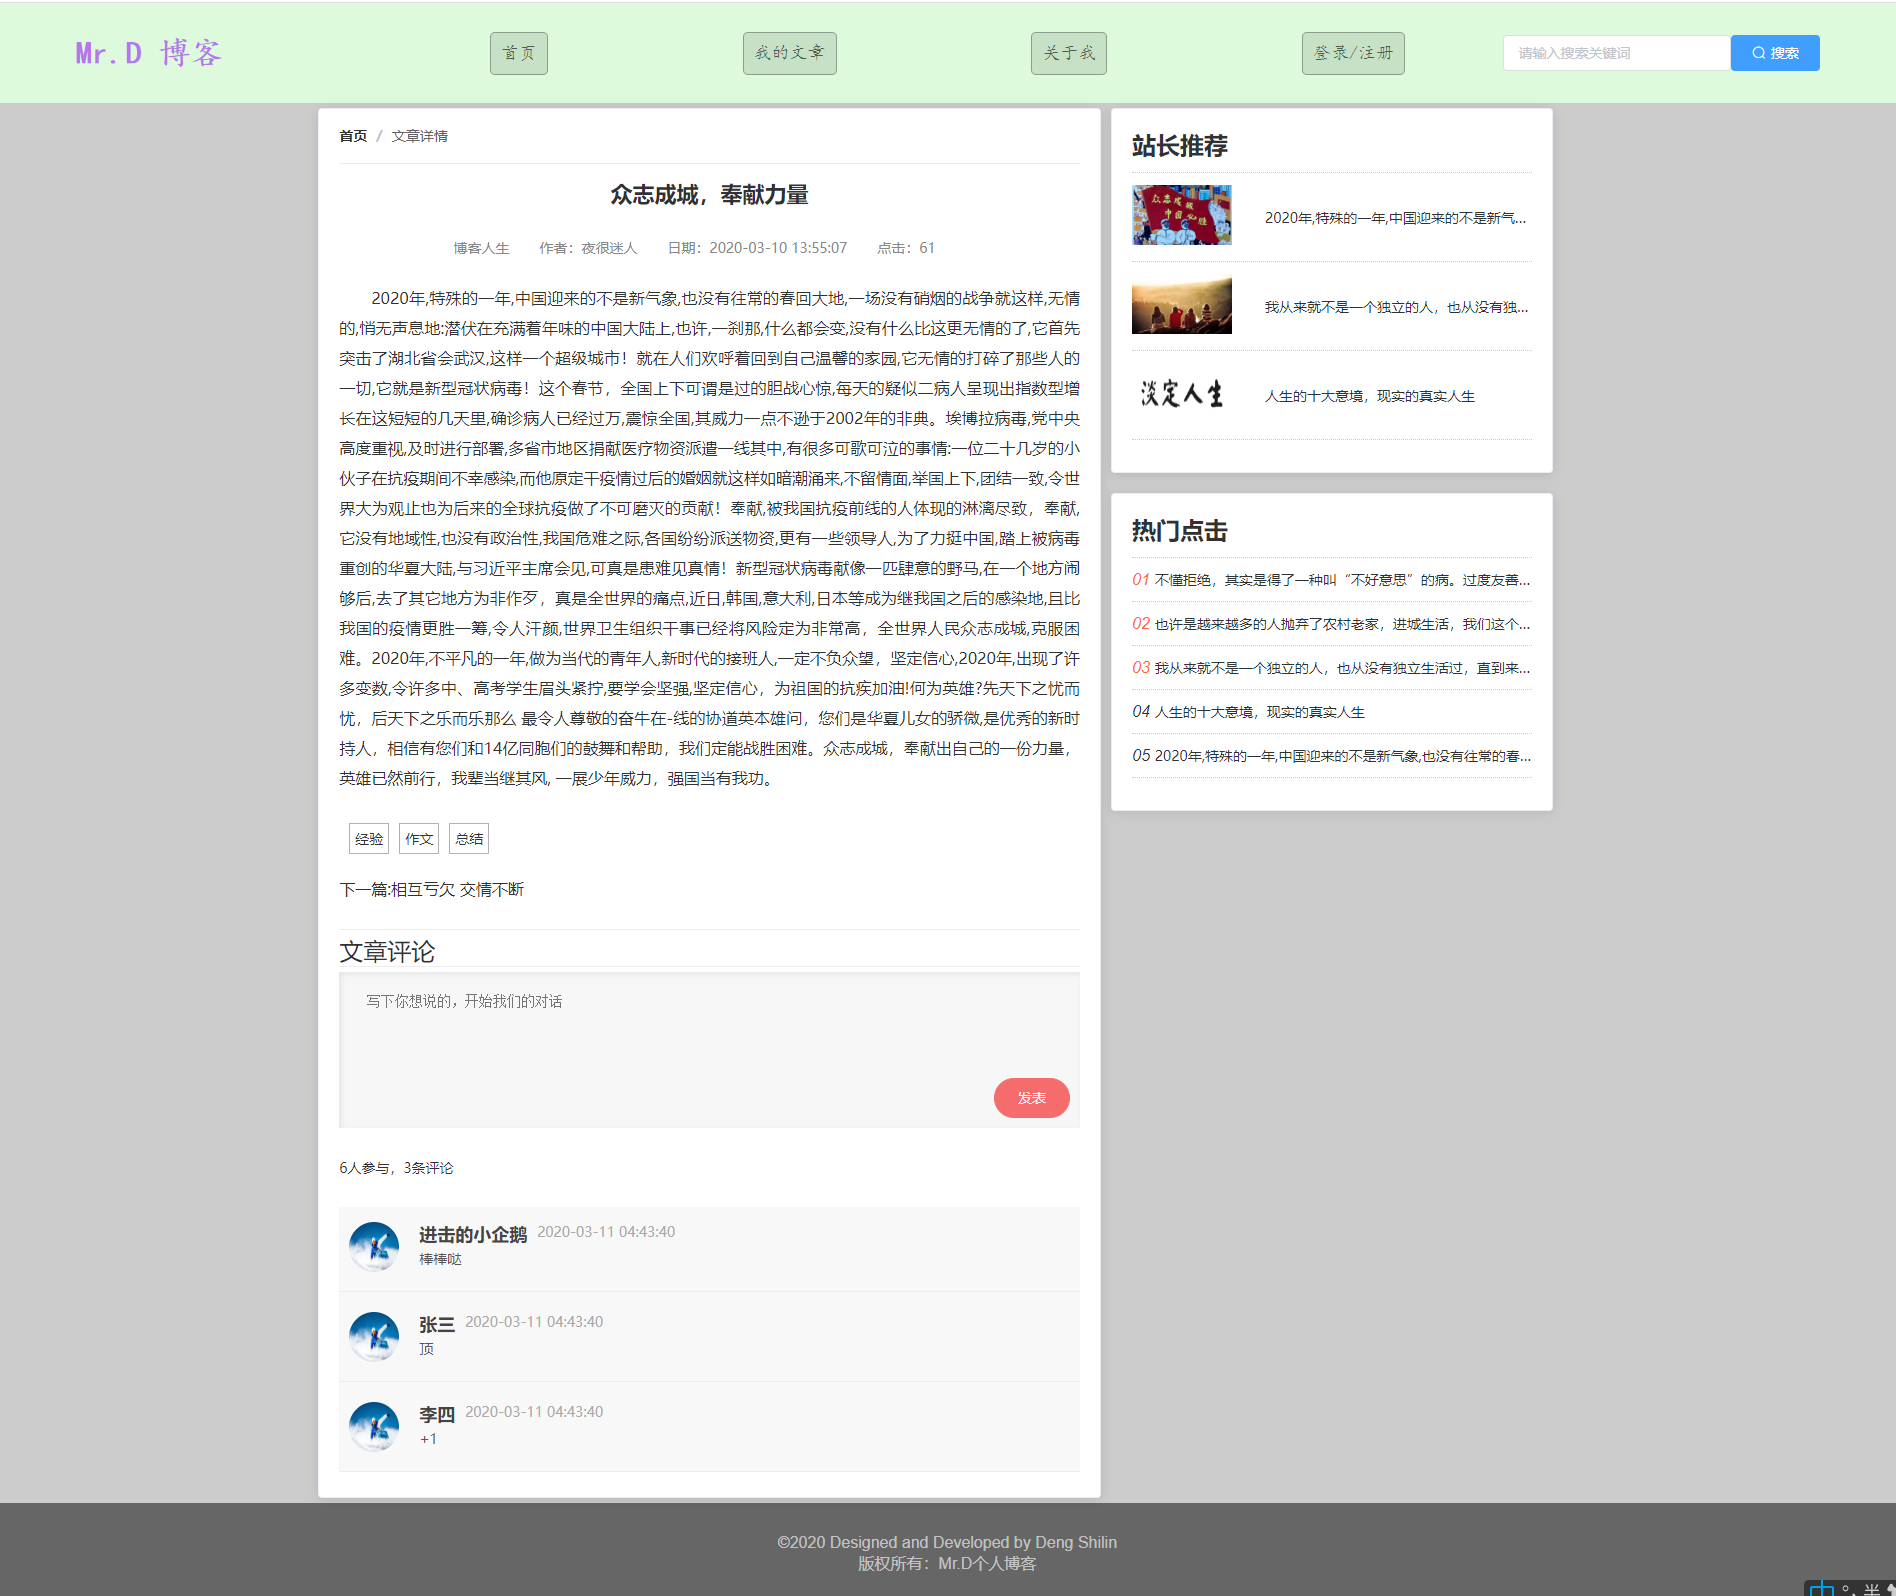 Mr.D 博客
首页
我的文章
关于我
登录/注册
请输入搜索关键词
搜索
首页 / 文章详情
众志成城，奉献力量
博客人生 作者：夜很迷人 日期：2020-03-10 13:55:07 点击：61
2020年,特殊的一年,中国迎来的不是新气象,也没有往常的春回大地,一场没有硝烟的战争就这样,无情
的,悄无声息地:潜伏在充满着年味的中国大陆上,也许,一刹那,什么都会变,没有什么比这更无情的了,它首先
突击了湖北省会武汉,这样一个超级城市！就在人们欢呼着回到自己温馨的家园,它无情的打碎了那些人的
一切,它就是新型冠状病毒！这个春节，全国上下可谓是过的胆战心惊,每天的疑似二病人呈现出指数型增
长在这短短的几天里,确诊病人已经过万,震惊全国,其威力一点不逊于2002年的非典。埃博拉病毒,党中央
高度重视,及时进行部署,多省市地区捐献医疗物资派遣一线其中,有很多可歌可泣的事情:一位二十几岁的小
伙子在抗疫期间不幸感染,而他原定干疫情过后的婚姻就这样如暗潮涌来,不留情面,举国上下,团结一致,令世
界大为观止也为后来的全球抗疫做了不可磨灭的贡献！奉献,被我国抗疫前线的人体现的淋漓尽致，奉献,
它没有地域性,也没有政治性,我国危难之际,各国纷纷派送物资,更有一些领导人,为了力挺中国,踏上被病毒
重创的华夏大陆,与习近平主席会见,可真是患难见真情！新型冠状病毒献像一匹肆意的野马,在一个地方闹
够后,去了其它地方为非作歹，真是全世界的痛点,近日,韩国,意大利,日本等成为继我国之后的感染地,且比
我国的疫情更胜一筹,令人汗颜,世界卫生组织干事已经将风险定为非常高，全世界人民众志成城,克服困
难。2020年,不平凡的一年,做为当代的青年人,新时代的接班人,一定不负众望，坚定信心,2020年,出现了许
多变数,令许多中、高考学生眉头紧拧,要学会坚强,坚定信心，为祖国的抗疾加油!何为英雄?先天下之忧而
忧，后天下之乐而乐那么 最令人尊敬的奋牛在-线的协道英本雄问，您们是华夏儿女的骄微,是优秀的新时
持人，相信有您们和14亿同胞们的鼓舞和帮助，我们定能战胜困难。众志成城，奉献出自己的一份力量，
英雄已然前行，我辈当继其风, 一展少年威力，强国当有我功。
经验 作文 总结
下一篇:相互亏欠 交情不断
文章评论
写下你想说的，开始我们的对话
发表
6人参与，3条评论
进击的小企鹅 2020-03-11 04:43:40
棒棒哒
张三 2020-03-11 04:43:40
顶
李四 2020-03-11 04:43:40
+1
站长推荐
众志成城
中国必胜
2020年,特殊的一年,中国迎来的不是新气...
我从来就不是一个独立的人，也从没有独...
淡定人生
人生的十大意境，现实的真实人生
热门点击
01 不懂拒绝，其实是得了一种叫“不好意思”的病。过度友善...
02 也许是越来越多的人抛弃了农村老家，进城生活，我们这个...
03 我从来就不是一个独立的人，也从没有独立生活过，直到来...
04 人生的十大意境，现实的真实人生
05 2020年,特殊的一年,中国迎来的不是新气象,也没有往常的春...
©2020 Designed and Developed by Deng Shilin
版权所有：Mr.D个人博客
中 °, 半